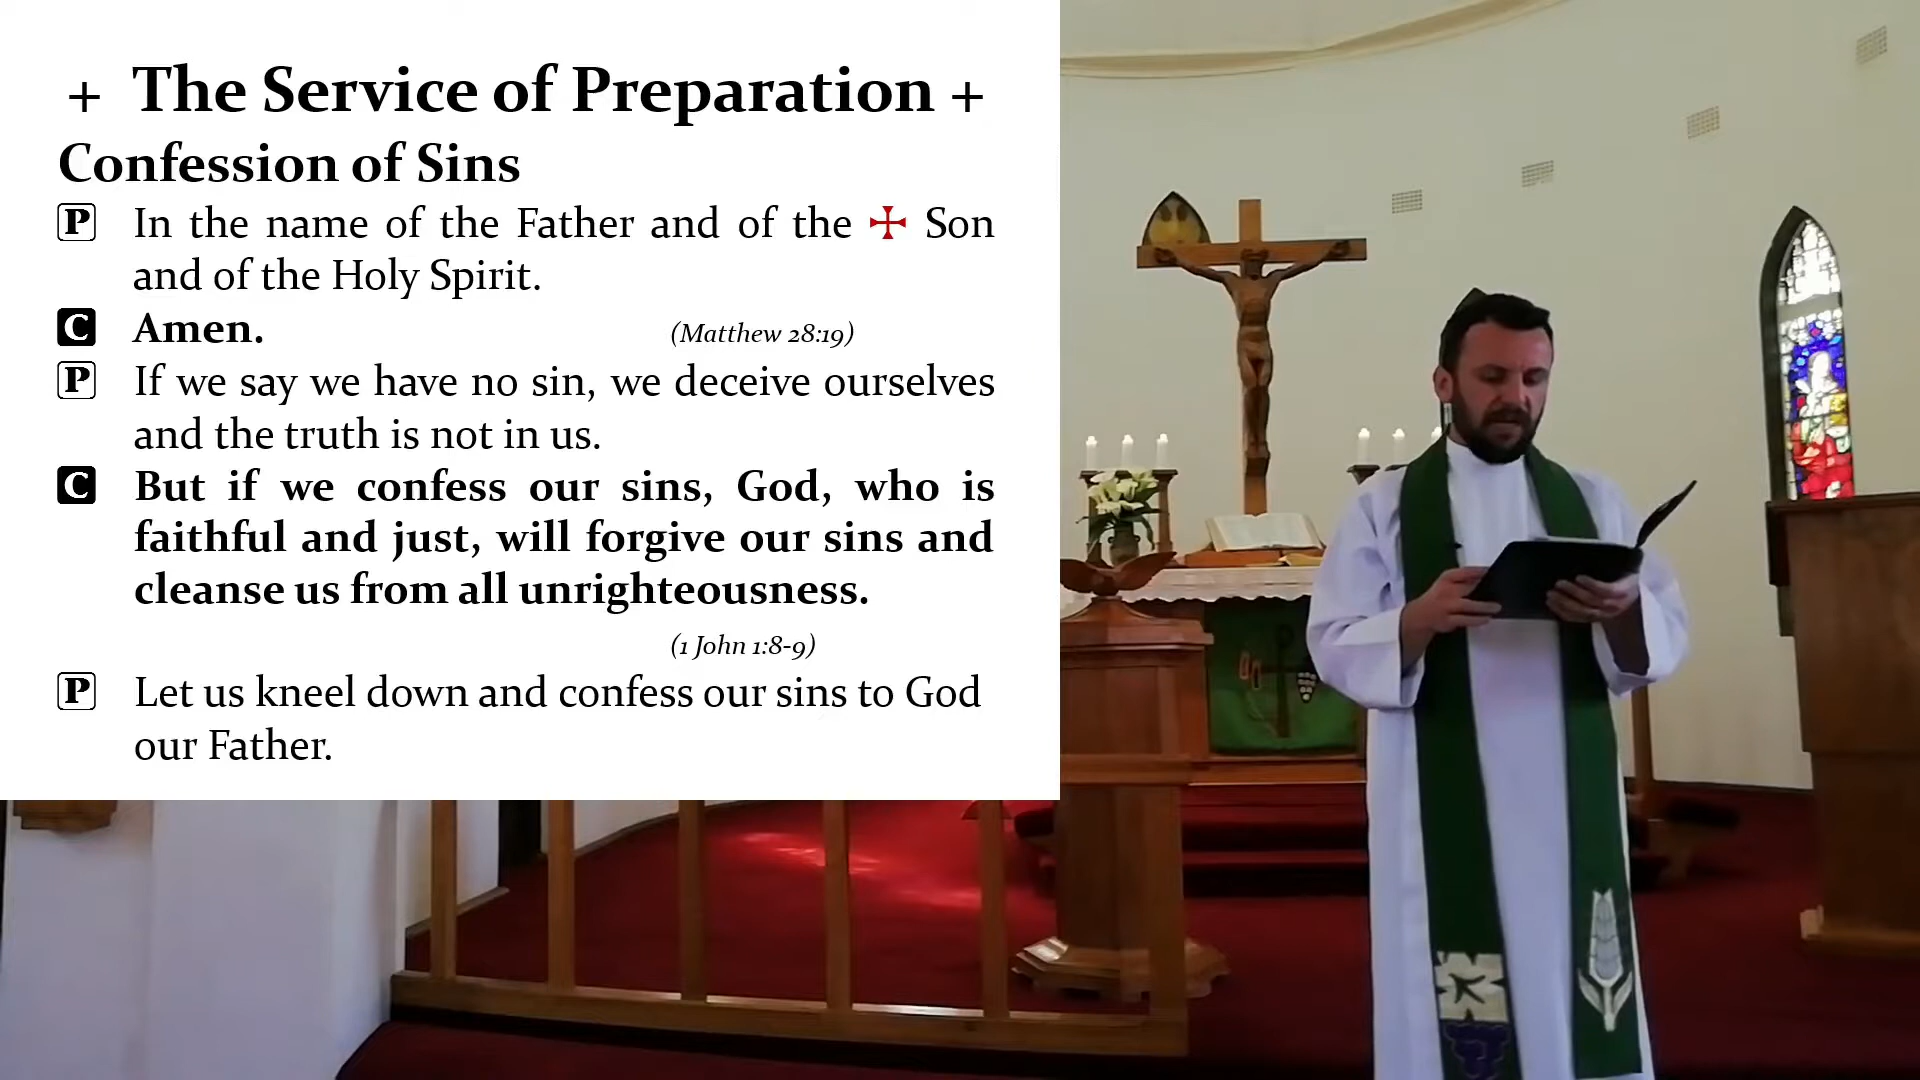 + The Service of Preparation +
Confession of Sins
P In the name of the Father and of the ☩ Son
and of the Holy Spirit.
C Amen. (Matthew 28:19)
P If we say we have no sin, we deceive ourselves
and the truth is not in us.
C But if we confess our sins, God, who is
faithful and just, will forgive our sins and
cleanse us from all unrighteousness.
(1 John 1:8-9)
P Let us kneel down and confess our sins to God
our Father.